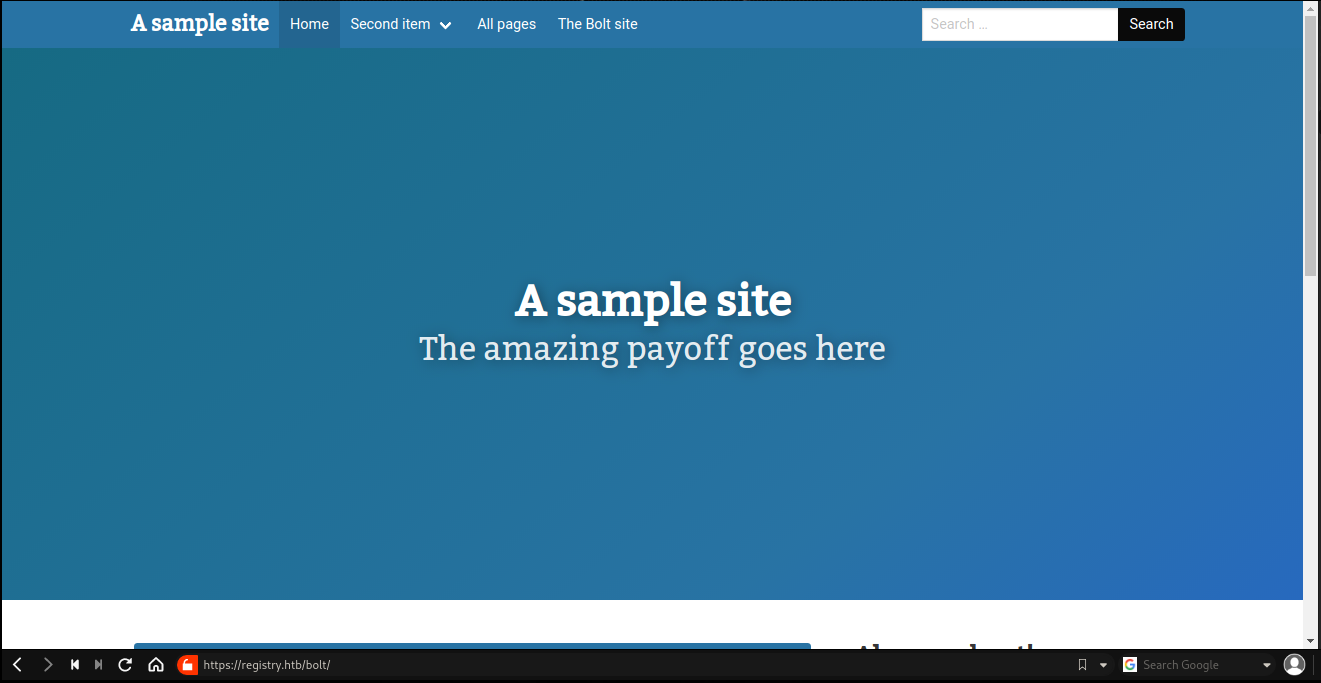 A sample site Home Second item All pages The Bolt site Search ... Search
A sample site
The amazing payoff goes here
https://registry.htb/bolt/ Search Google